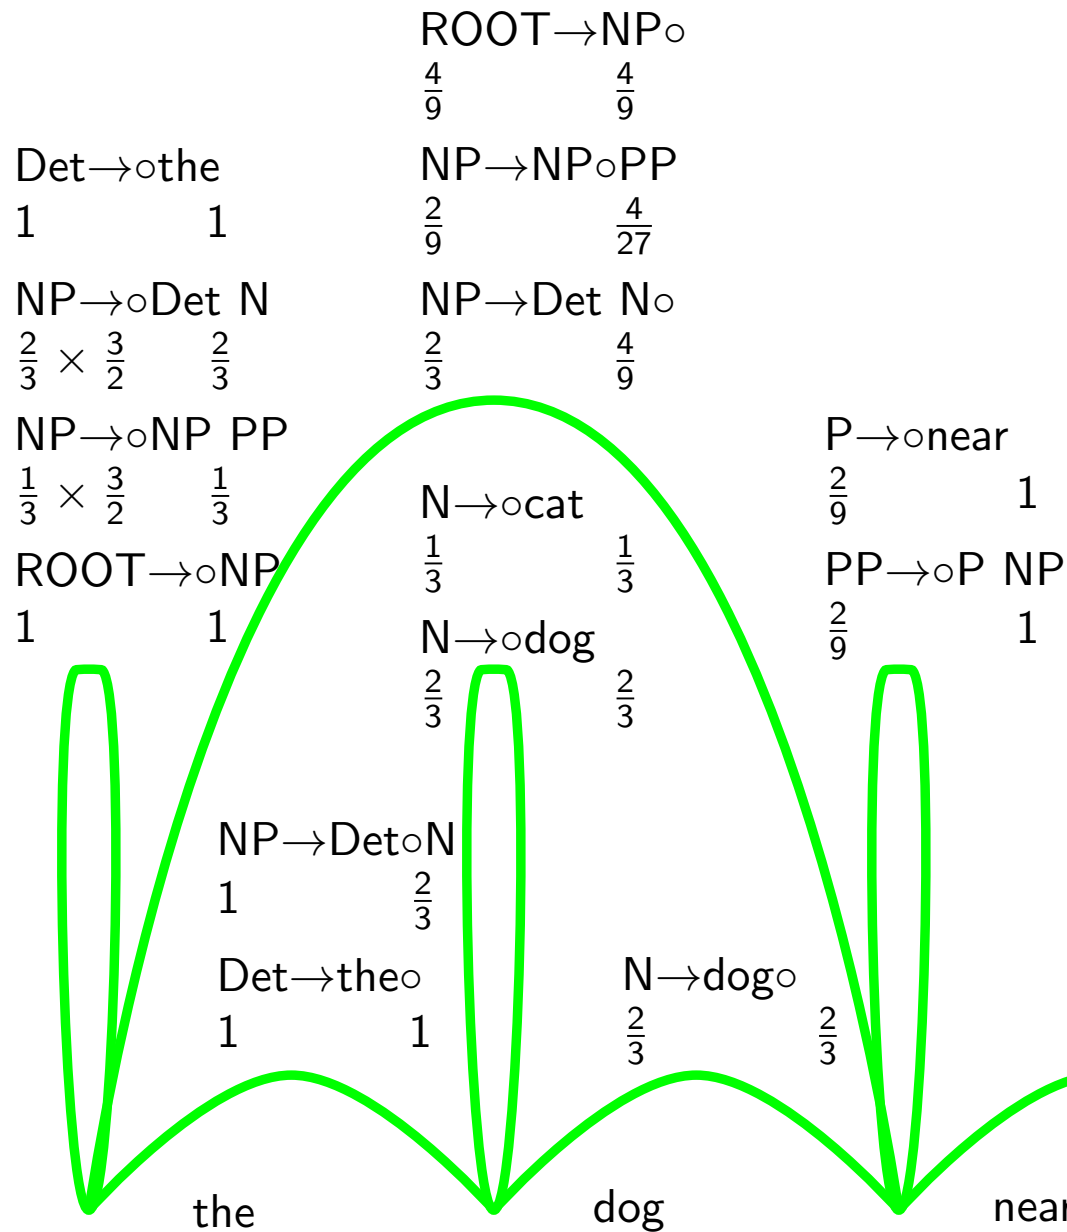 ROOT→NP∘
4/9 4/9
Det→∘the
1 1
NP→NP∘PP
2/9 4/27
NP→∘Det N
2/3 × 3/2 2/3
NP→Det N∘
2/3 4/9
NP→∘NP PP
1/3 × 3/2 1/3
ROOT→∘NP
1 1
N→∘cat
1/3 1/3
N→∘dog
2/3 2/3
P→∘near
2/9 1
PP→∘P NP
2/9 1
NP→Det∘N
1 2/3
Det→the∘
1 1
N→dog∘
2/3 2/3
the dog near